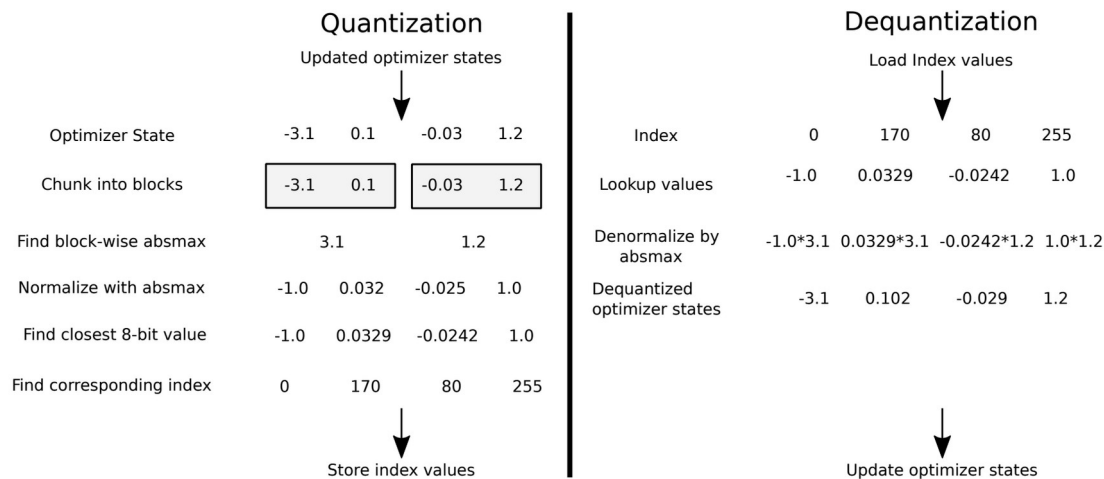 Quantization
Updated optimizer states
Optimizer State -3.1 0.1 -0.03 1.2
Chunk into blocks -3.1 0.1 -0.03 1.2
Find block-wise absmax 3.1 1.2
Normalize with absmax -1.0 0.032 -0.025 1.0
Find closest 8-bit value -1.0 0.0329 -0.0242 1.0
Find corresponding index 0 170 80 255
Store index values
Dequantization
Load Index values
Index 0 170 80 255
Lookup values -1.0 0.0329 -0.0242 1.0
Denormalize by
absmax
-1.0*3.1 0.0329*3.1 -0.0242*1.2 1.0*1.2
Dequantized
optimizer states
-3.1 0.102 -0.029 1.2
Update optimizer states